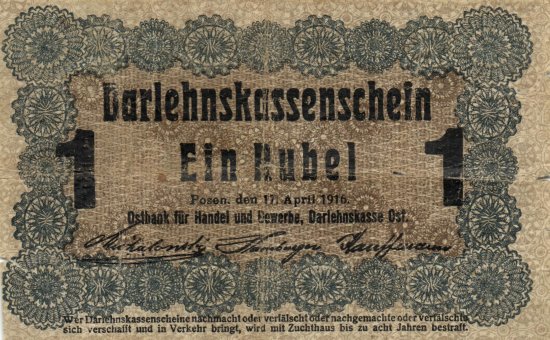 Darlehnskassenschein
1 Ein Rubel 1
Posen, den 17. April 1916.
Ostbank für Handel und Gewerbe, Darlehnskasse Ost.
Wer Darlehenskassenscheine nachmacht oder verfälscht oder nachgemachte oder verfälschte
sich verschafft und in Verkehr bringt, wird mit Zuchthaus bis zu acht Jahren bestraft.